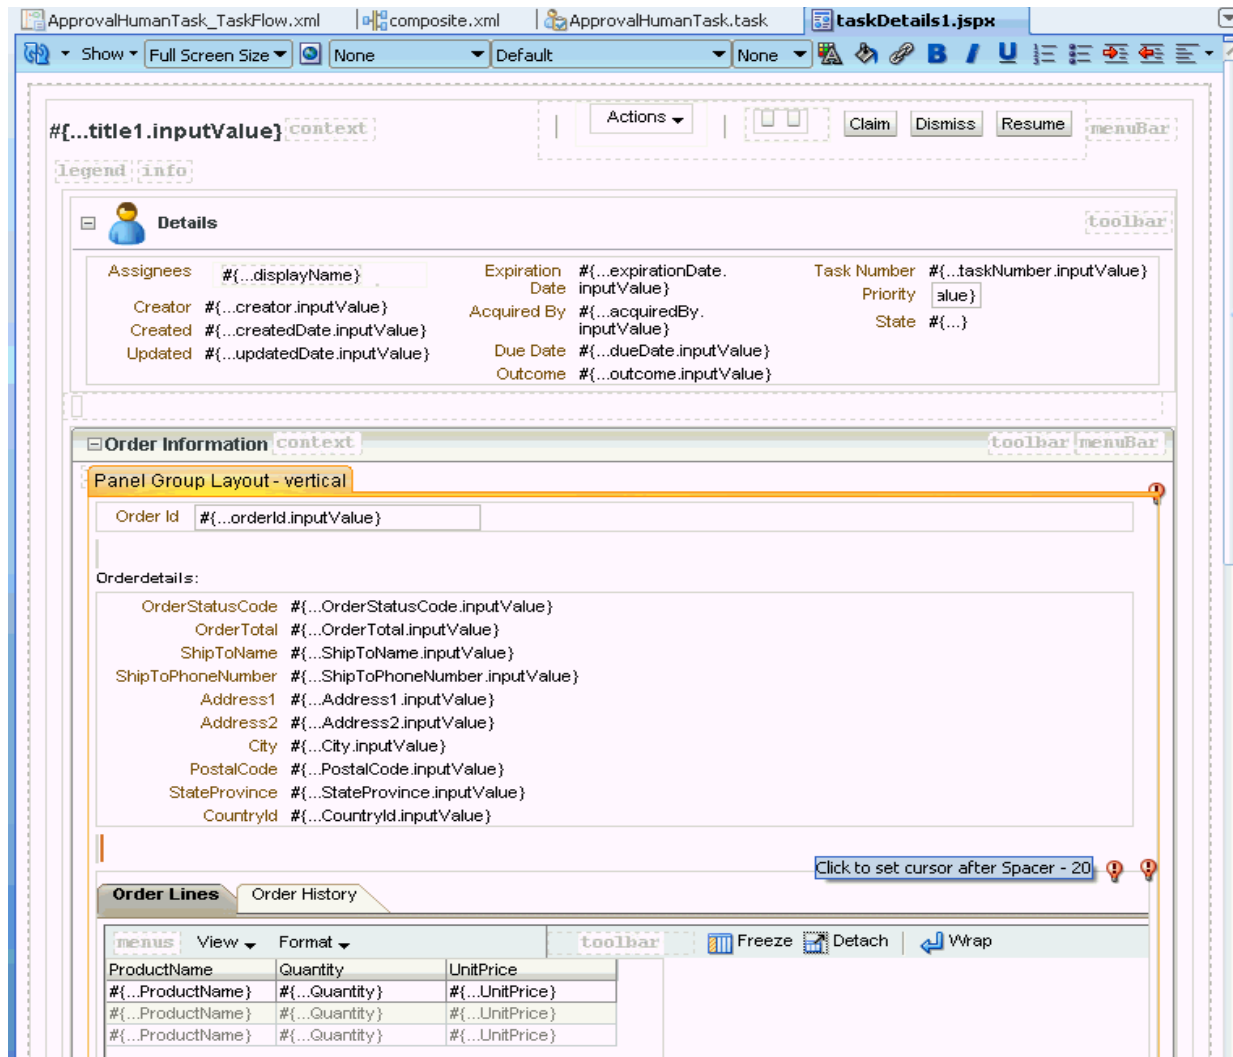 ApprovalHumanTask_TaskFlow.xml composite.xml ApprovalHumanTask.task taskDetails1.jspx
Show Full Screen Size None Default None B I U
#{...title1.inputValue} context | Actions | Claim Dismiss Resume menuBar
legend info
Details toolbar
Assignees #{...displayName} Expiration Date #{...expirationDate. inputValue} Task Number #{...taskNumber.inputValue}
Priority alue}
Creator #{...creator.inputValue} Acquired By #{...acquiredBy. inputValue} State #{...}
Created #{...createdDate.inputValue}
Updated #{...updatedDate.inputValue} Due Date #{...dueDate.inputValue}
Outcome #{...outcome.inputValue}
Order Information context toolbar menuBar
Panel Group Layout - vertical
Order Id #{...orderId.inputValue}
Orderdetails:
OrderStatusCode #{...OrderStatusCode.inputValue}
OrderTotal #{...OrderTotal.inputValue}
ShipToName #{...ShipToName.inputValue}
ShipToPhoneNumber #{...ShipToPhoneNumber.inputValue}
Address1 #{...Address1.inputValue}
Address2 #{...Address2.inputValue}
City #{...City.inputValue}
PostalCode #{...PostalCode.inputValue}
StateProvince #{...StateProvince.inputValue}
CountryId #{...CountryId.inputValue}
Click to set cursor after Spacer - 20
Order Lines Order History
menus View Format toolbar Freeze Detach Wrap
ProductName Quantity UnitPrice
#{...ProductName} #{...Quantity} #{...UnitPrice}
#{...ProductName} #{...Quantity} #{...UnitPrice}
#{...ProductName} #{...Quantity} #{...UnitPrice}